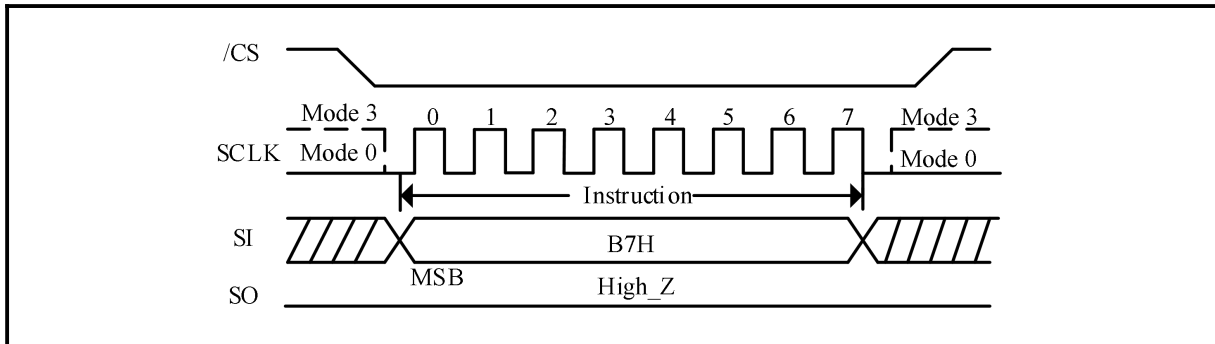 /CS
Mode 3 0 1 2 3 4 5 6 7 Mode 3
SCLK Mode 0 Mode 0
Instruction
SI B7H
MSB
SO High_Z